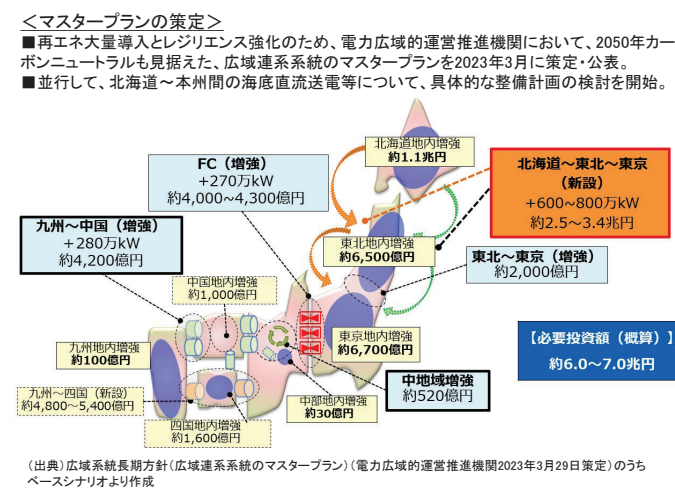 ＜マスタープランの策定＞
■再エネ大量導入とレジリエンス強化のため、電力広域的運営推進機関において、2050年カー
ボンニュートラルも見据えた、広域連系系統のマスタープランを2023年3月に策定・公表。
■並行して、北海道～本州間の海底直流送電等について、具体的な整備計画の検討を開始。
北海道地内増強
約1.1兆円
FC（増強）
+270万kW
約4,000～4,300億円
北海道～東北～東京
（新設）
+600～800万kW
約2.5～3.4兆円
九州～中国（増強）
+280万kW
約4,200億円
東北地内増強
約6,500億円
東北～東京（増強）
約2,000億円
中国地内増強
約1,000億円
九州地内増強
約100億円
東京地内増強
約6,700億円
【必要投資額（概算）】
約6.0～7.0兆円
中地域増強
約520億円
九州～四国（新設）
約4,800～5,400億円
中部地内増強
約30億円
四国地内増強
約1,600億円
（出典）広域系統長期方針（広域連系系統のマスタープラン）（電力広域的運営推進機関2023年3月29日策定）のうち
ベースシナリオより作成